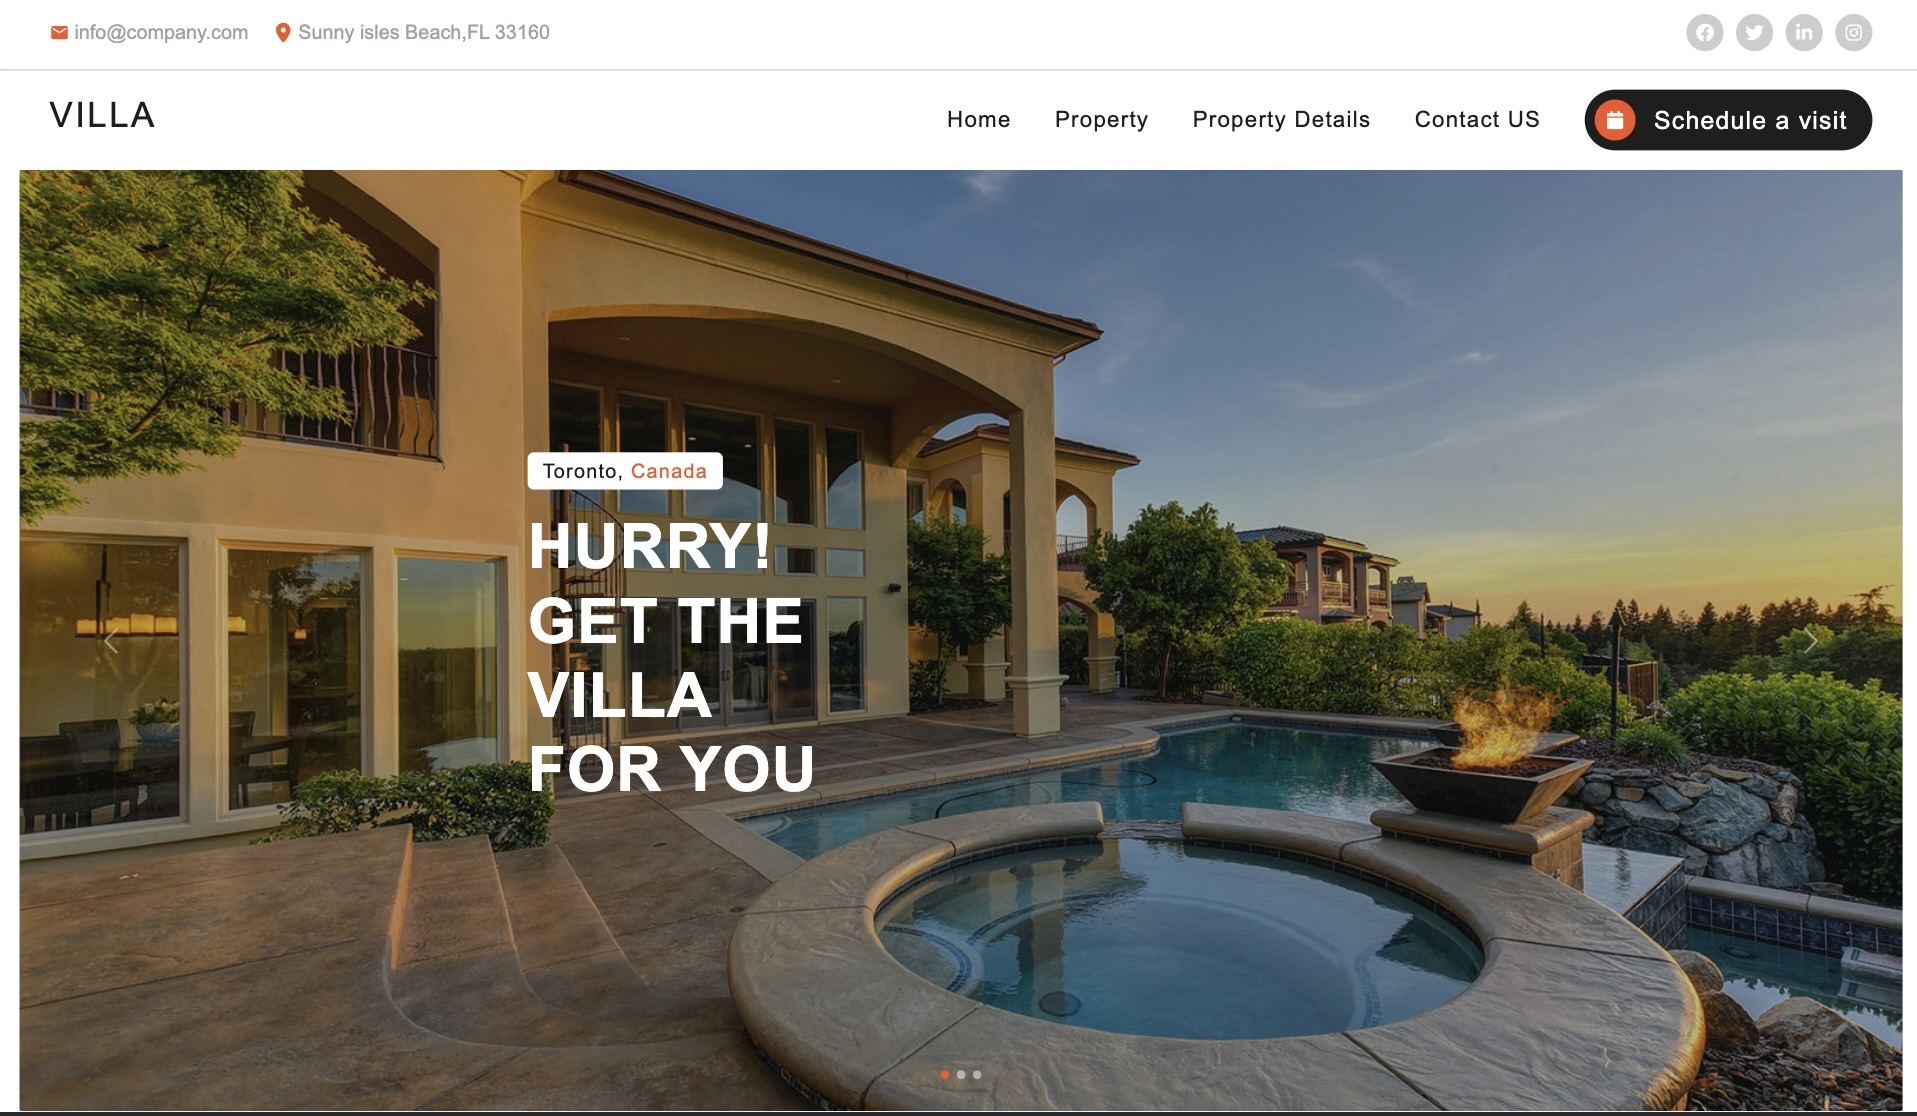 info@company.com Sunny isles Beach,FL 33160
VILLA
Home Property Property Details Contact US Schedule a visit
Toronto, Canada
HURRY!
GET THE
VILLA
FOR YOU